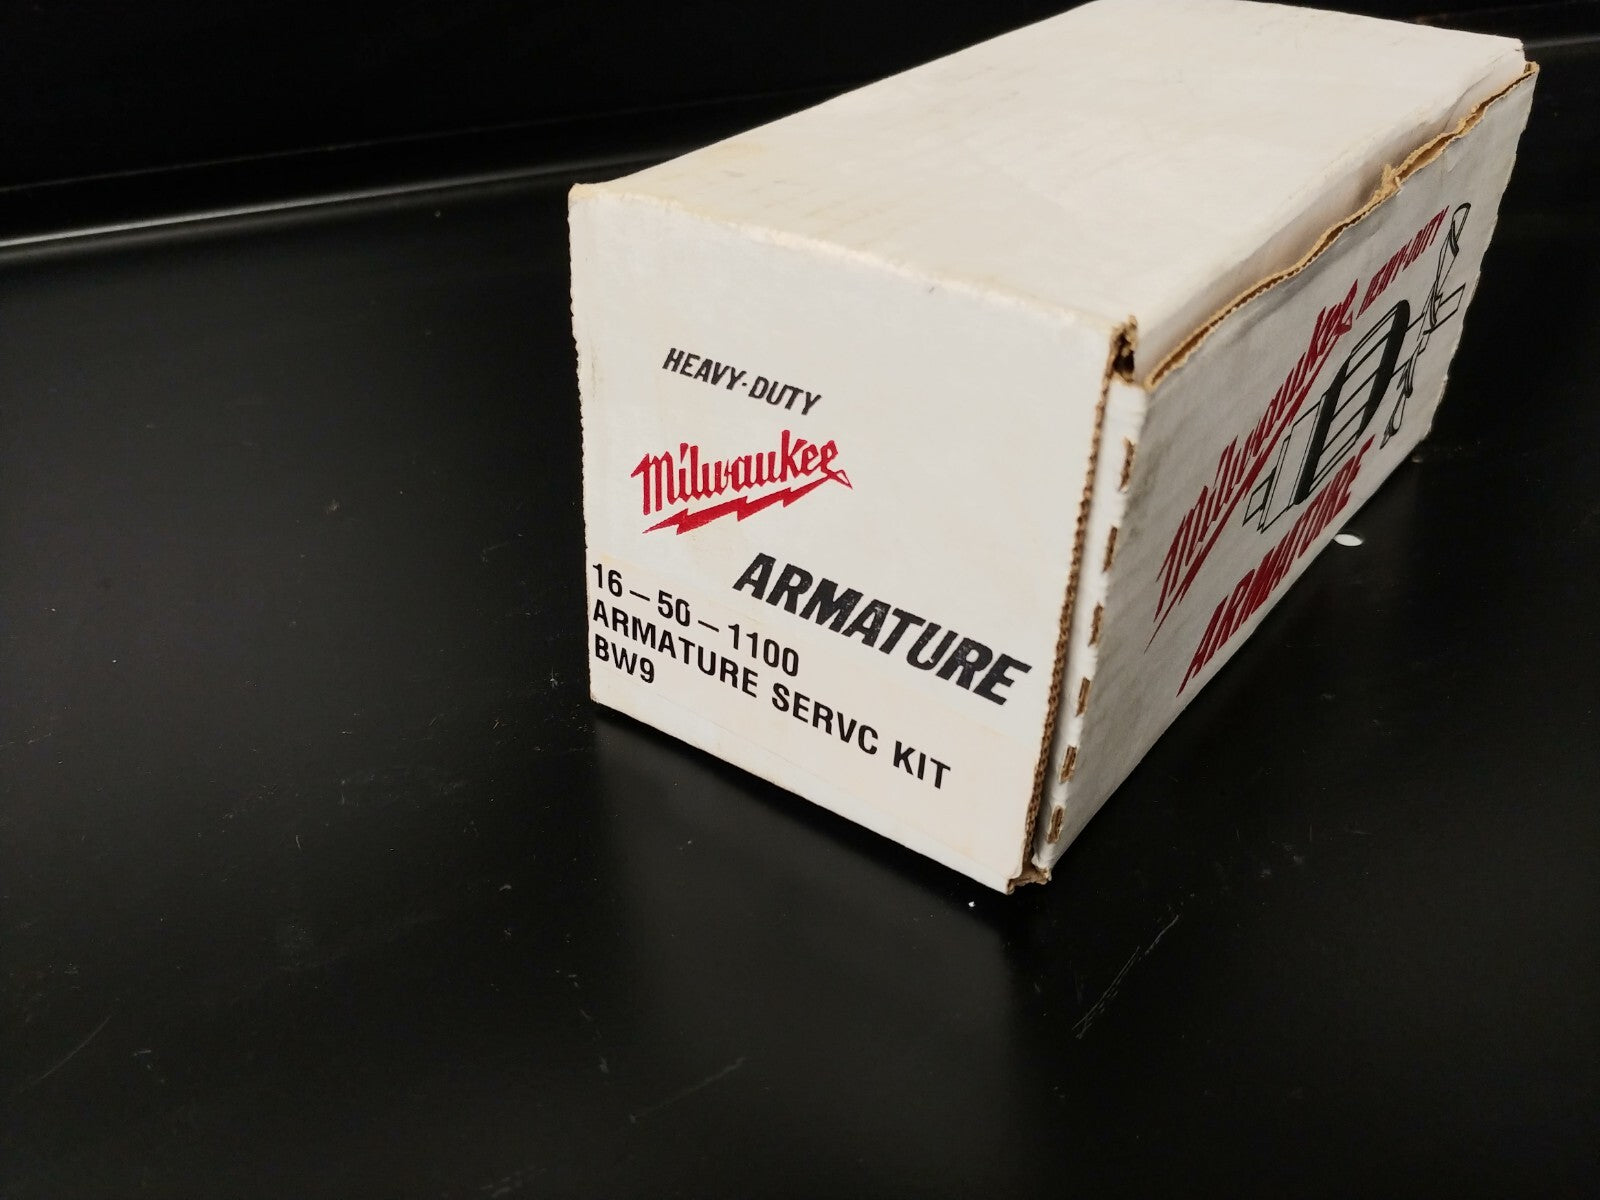 HEAVY-DUTY
Milwaukee
ARMATURE
16-50-1100
ARMATURE SERVC KIT
BW9
Milwaukee HEAVY-DUTY
ARMATURE